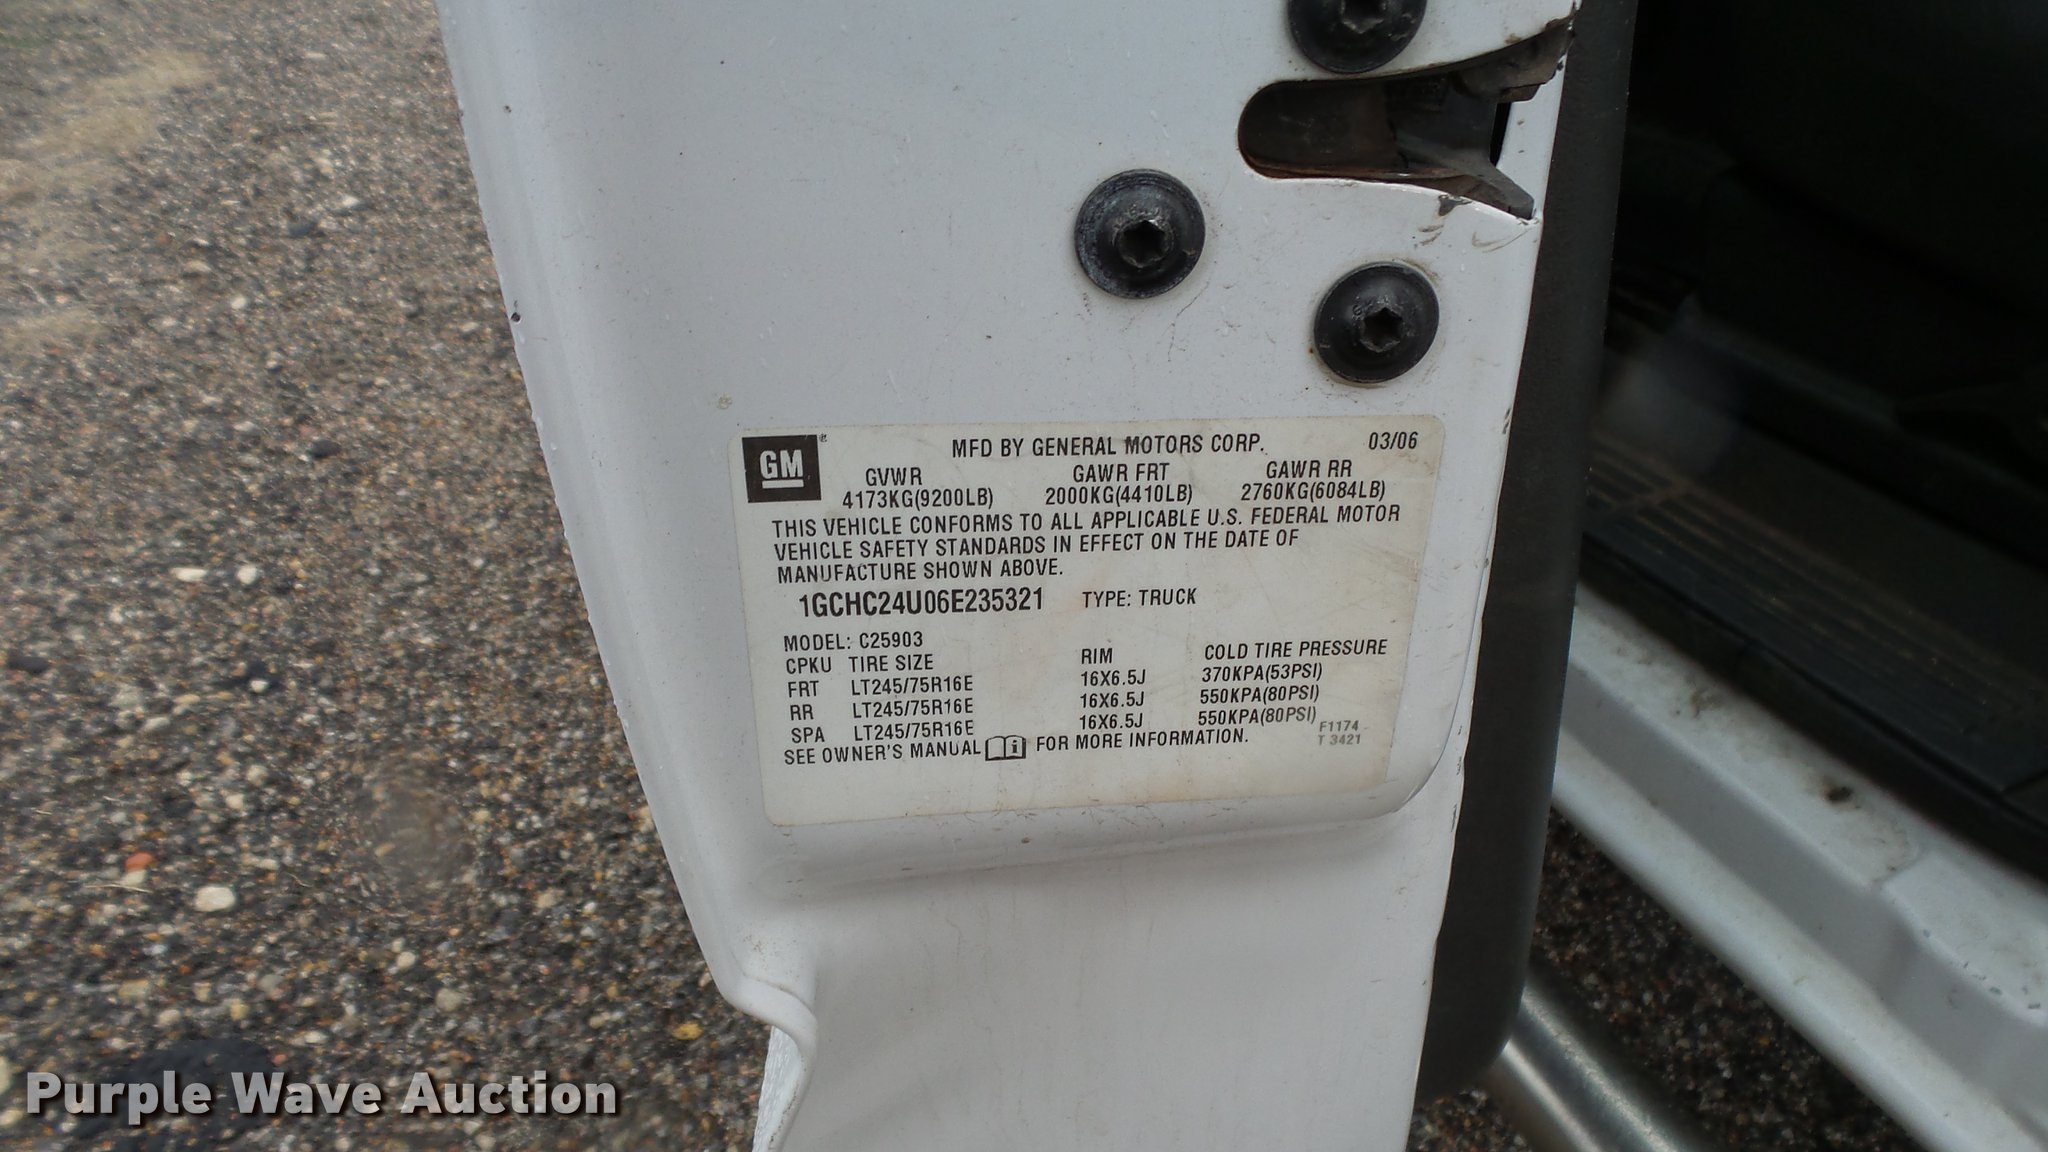 GM
MFD BY GENERAL MOTORS CORP. 03/06
GVWR GAWR FRT GAWR RR
4173KG(9200LB) 2000KG(4410LB) 2760KG(6084LB)
THIS VEHICLE CONFORMS TO ALL APPLICABLE U.S. FEDERAL MOTOR
VEHICLE SAFETY STANDARDS IN EFFECT ON THE DATE OF
MANUFACTURE SHOWN ABOVE.
1GCHC24U06E235321 TYPE: TRUCK
MODEL: C25903
CPKU TIRE SIZE RIM COLD TIRE PRESSURE
FRT LT245/75R16E 16X6.5J 370KPA(53PSI)
RR LT245/75R16E 16X6.5J 550KPA(80PSI)
SPA LT245/75R16E 16X6.5J 550KPA(80PSI)
SEE OWNER'S MANUAL i FOR MORE INFORMATION.
F1174
T 3421
Purple Wave Auction